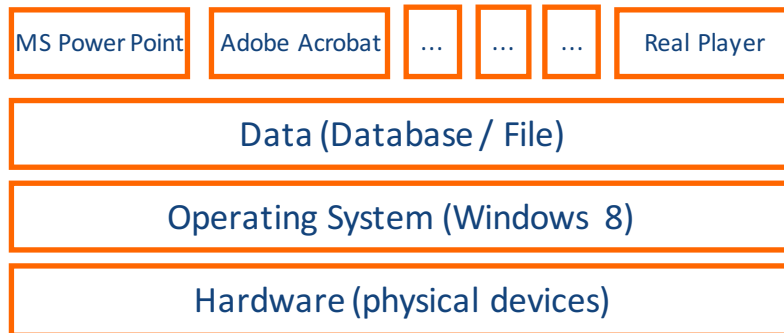 MS Power Point Adobe Acrobat ... ... ... Real Player
Data (Database / File)
Operating System (Windows 8)
Hardware (physical devices)